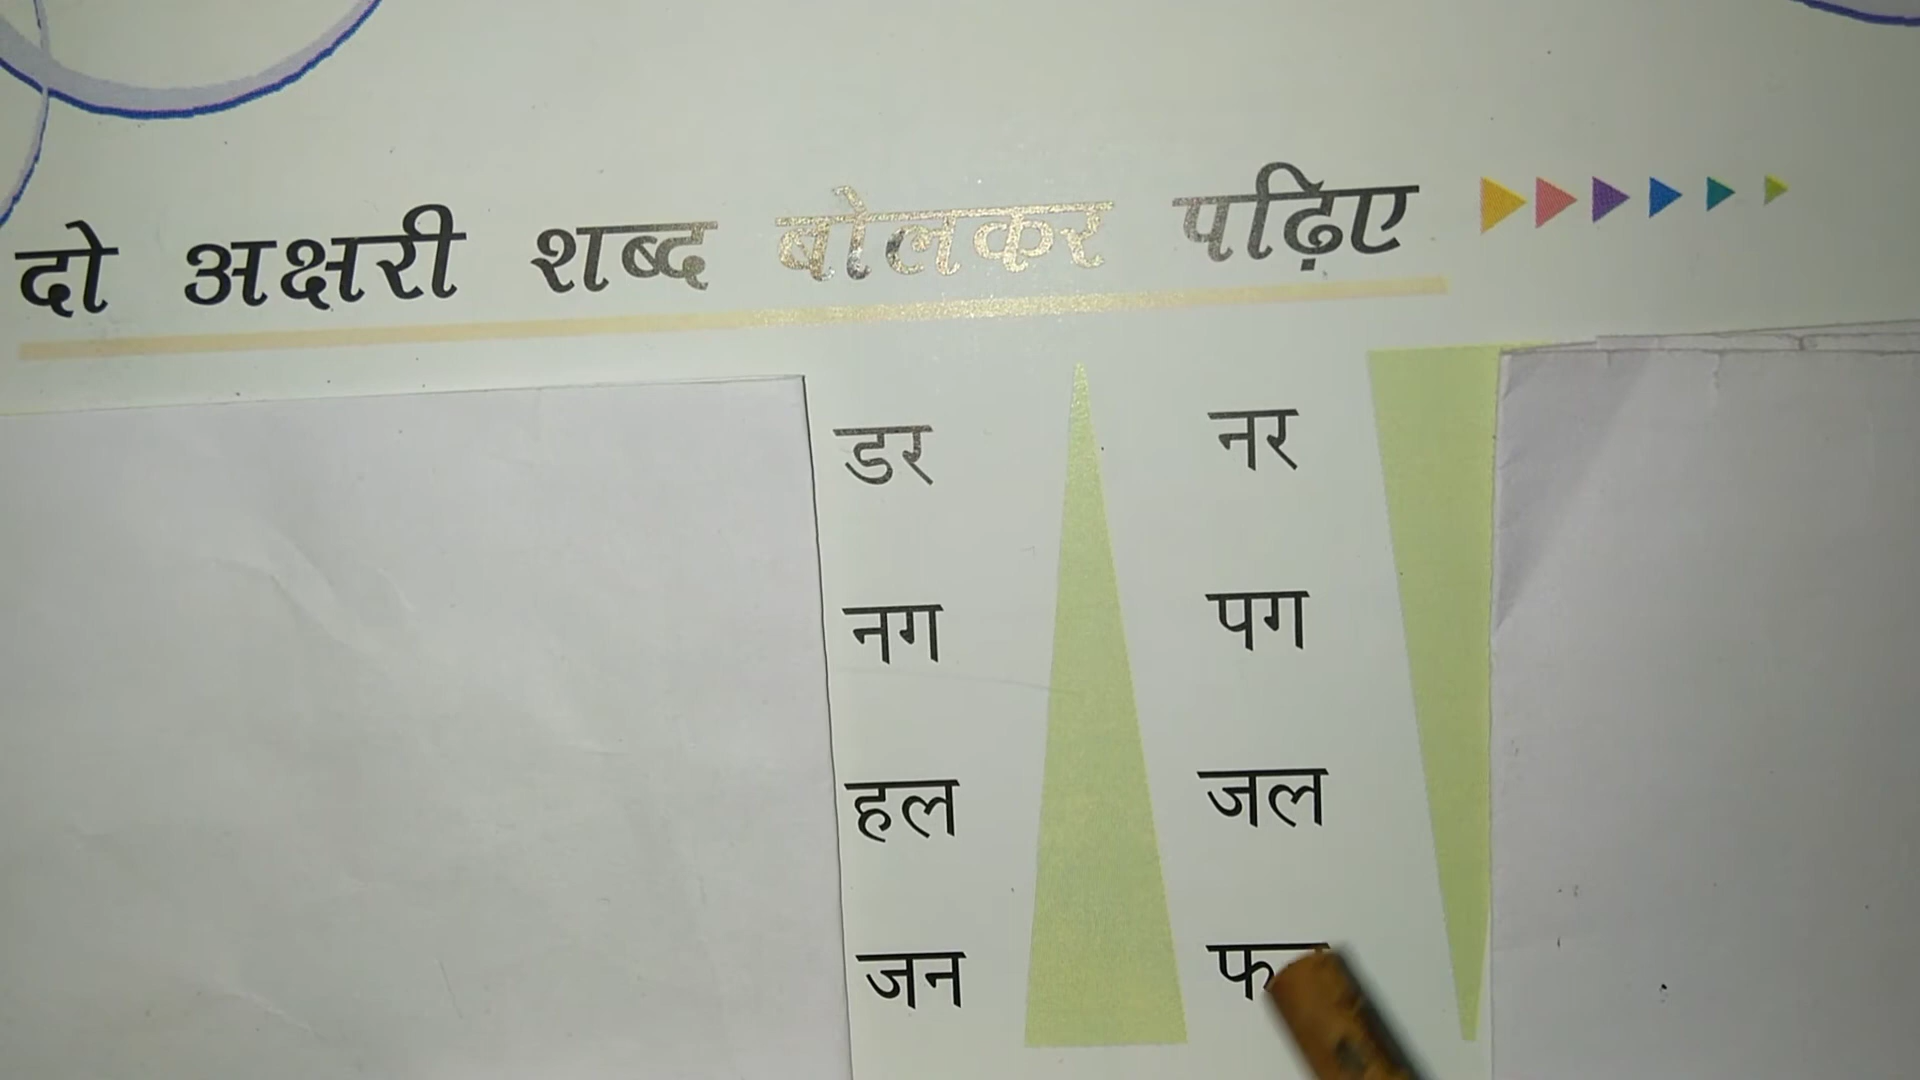 दो अक्षरी शब्द बोलकर पढ़िए
डर नर
नग पग
हल जल
जन